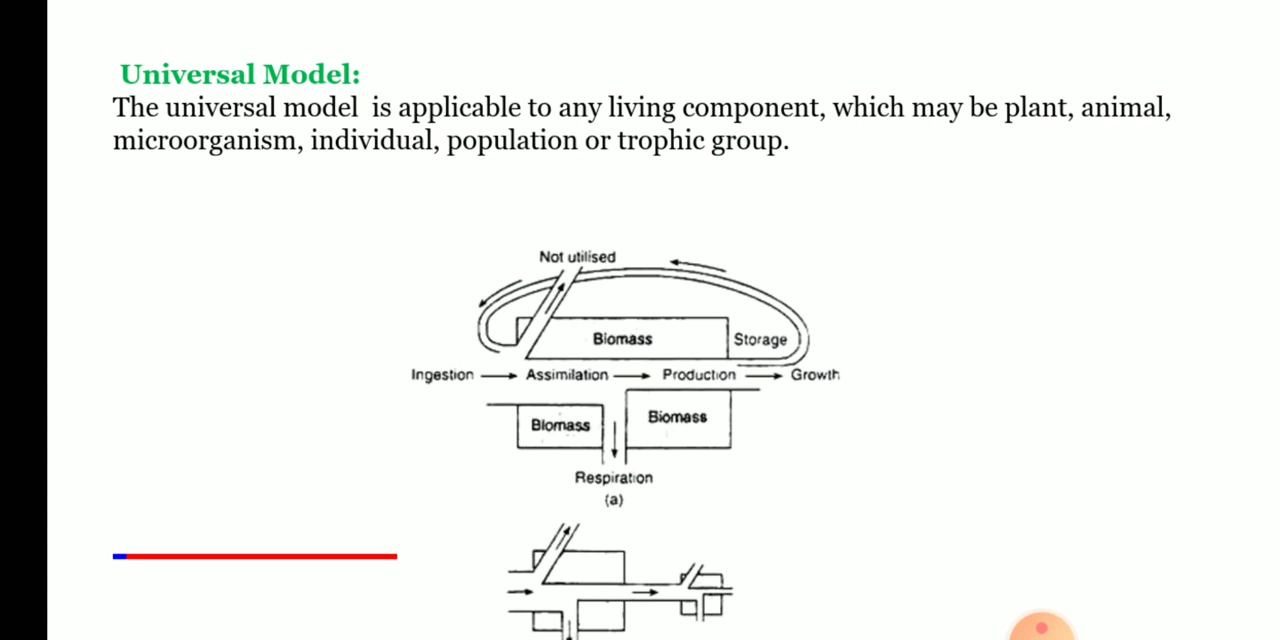 Universal Model:
The universal model is applicable to any living component, which may be plant, animal,
microorganism, individual, population or trophic group.
Not utilised
Biomass
Storage
Ingestion
Assimilation
Production
Growth
Biomass
Biomass
Respiration
(a)